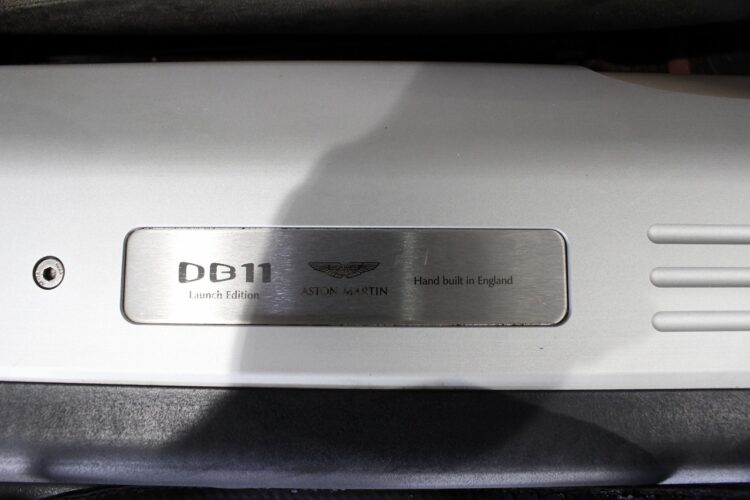 DB11
Launch Edition
ASTON MARTIN
Hand built in England